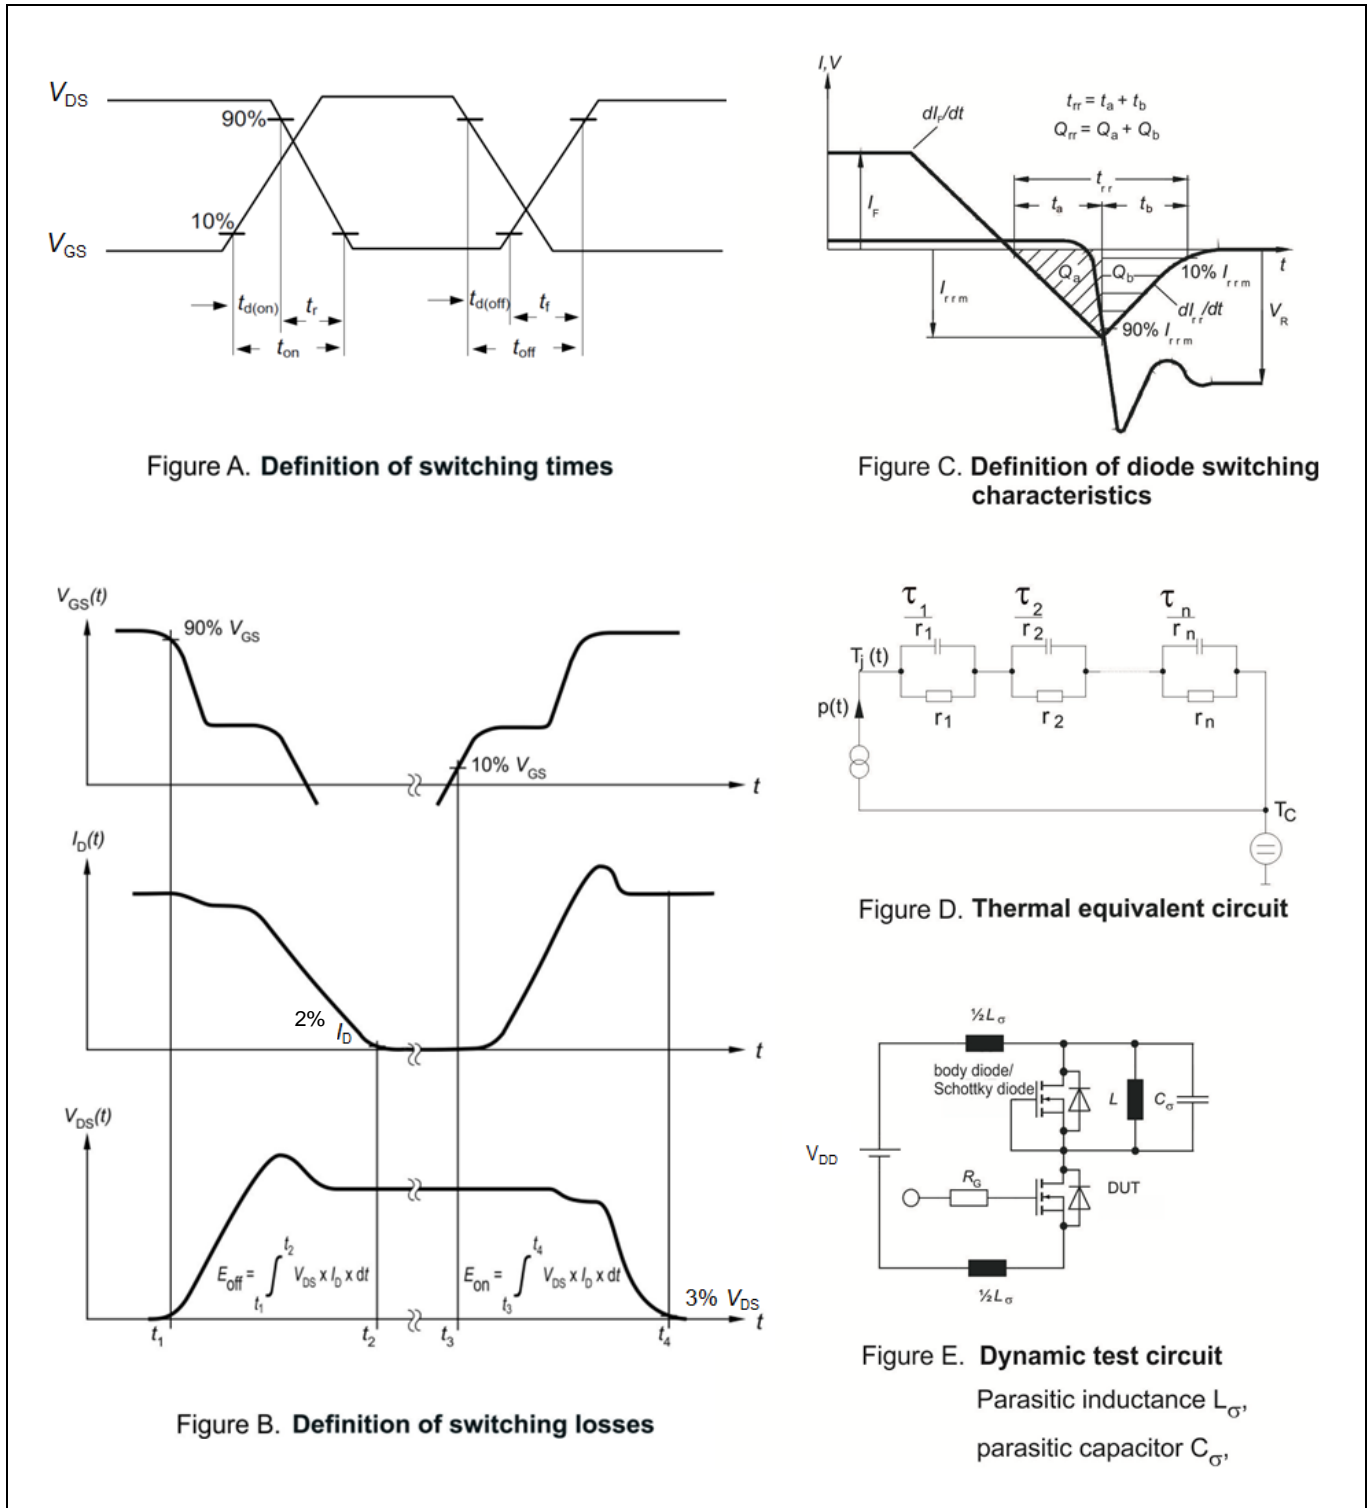 V_DS
90%
10%
V_GS
t_d(on)
t_r
t_d(off)
t_f
t_on
t_off
Figure A. Definition of switching times
I,V
t_rr = t_a + t_b
Q_rr = Q_a + Q_b
dI_F/dt
t_rr
t_a
t_b
I_F
Q_a
Q_b
10% I_rrm
t
I_rrm
dI_rr/dt
V_R
90% I_rrm
Figure C. Definition of diode switching
characteristics
V_GS(t)
90% V_GS
10% V_GS
t
I_D(t)
2% I_D
t
V_DS(t)
E_off = ∫ t_1 t_2 V_DS x I_D x dt
E_on = ∫ t_3 t_4 V_DS x I_D x dt
3% V_DS
t_1
t_2
t_3
t_4
t
Figure B. Definition of switching losses
τ_1/r_1
τ_2/r_2
τ_n/r_n
T_j(t)
p(t)
r_1
r_2
r_n
T_C
Figure D. Thermal equivalent circuit
½L_σ
body diode/
Schottky diode
L
C_σ
V_DD
R_G
DUT
½L_σ
Figure E. Dynamic test circuit
Parasitic inductance L_σ,
parasitic capacitor C_σ,